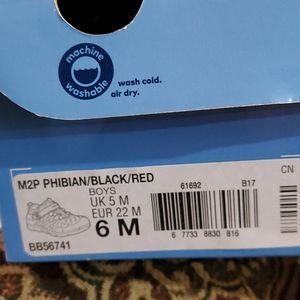 machine
washable
wash cold.
air dry.
M2P PHIBIAN/BLACK/RED
BOYS
UK 5 M
EUR 22 M
6 M
BB56741
61692
B17
CN
6 77338 8308 816